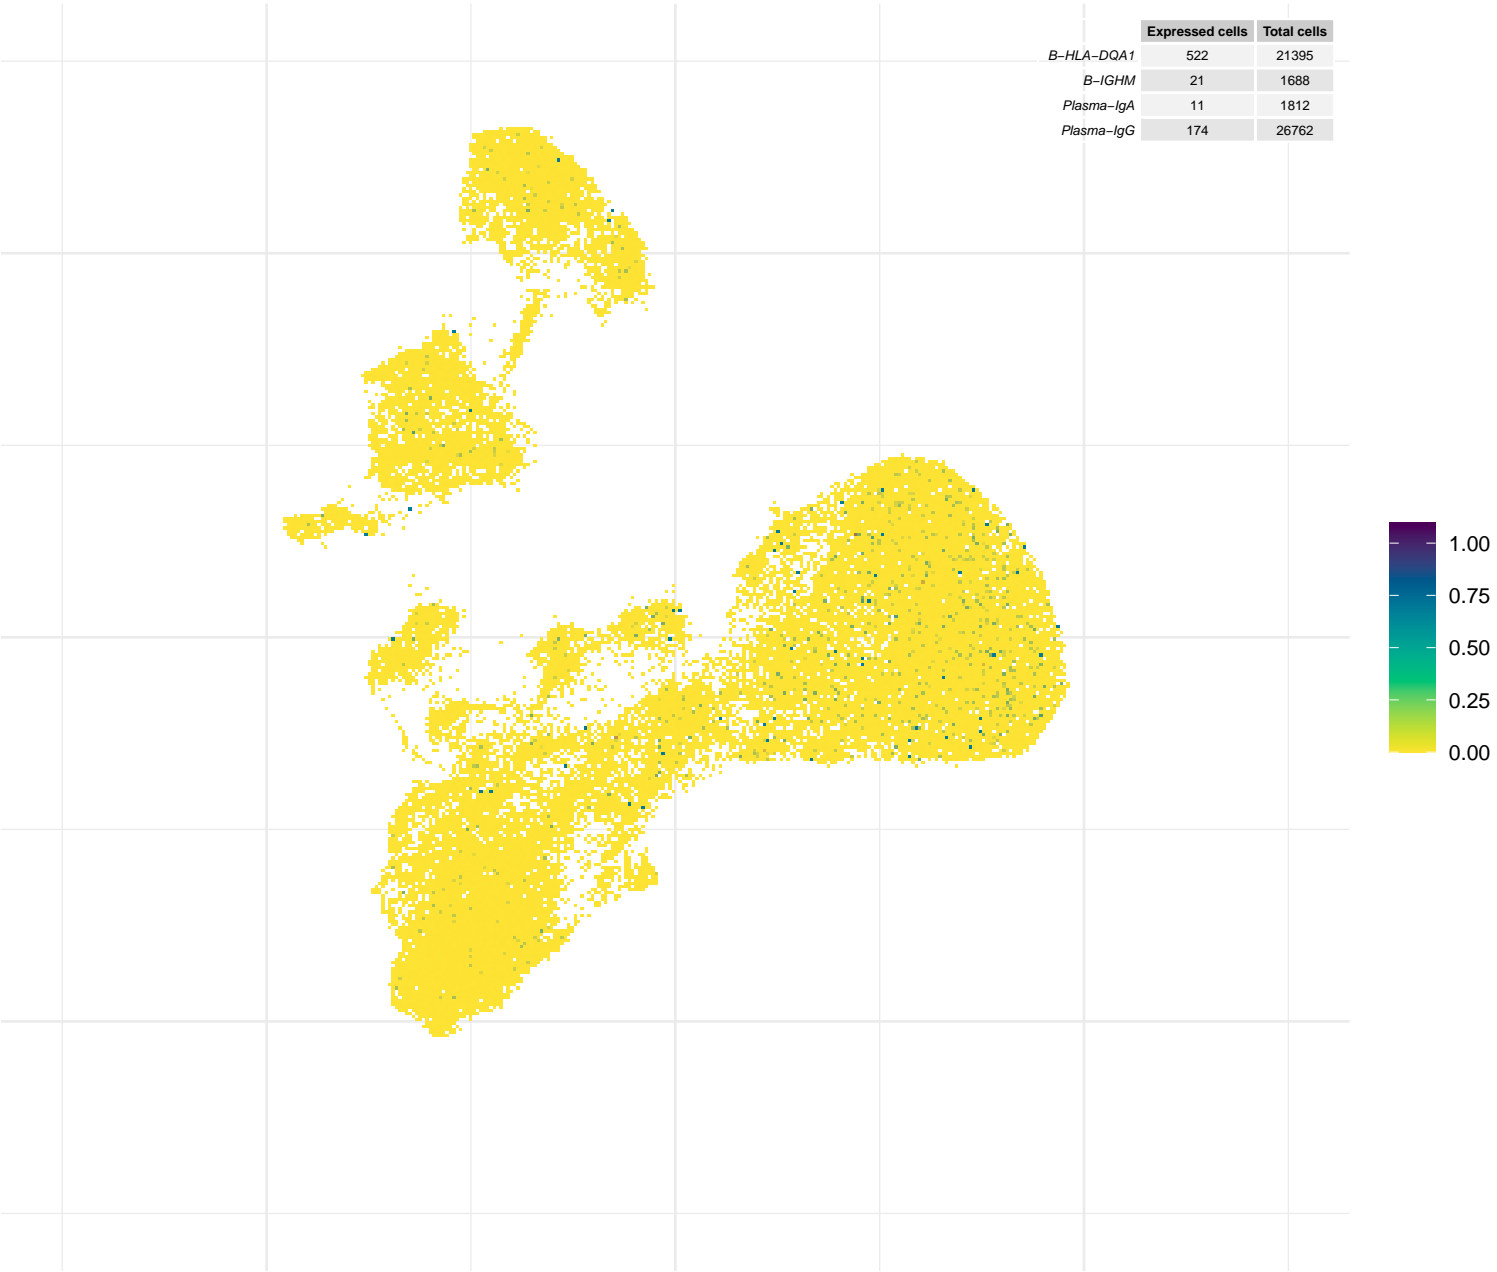 Expressed cells Total cells
B−HLA−DQA1 522 21395
B−IGHM 21 1688
Plasma−IgA 11 1812
Plasma−IgG 174 26762
1.00
0.75
0.50
0.25
0.00